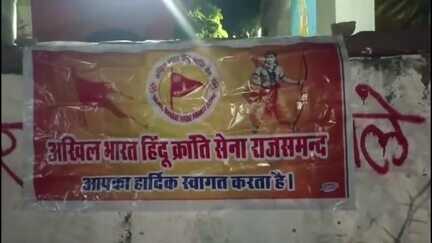 अखिल भारत हिंदू क्रांति सेना राजसमन्द
आपका हार्दिक स्वागत करता है।
ले